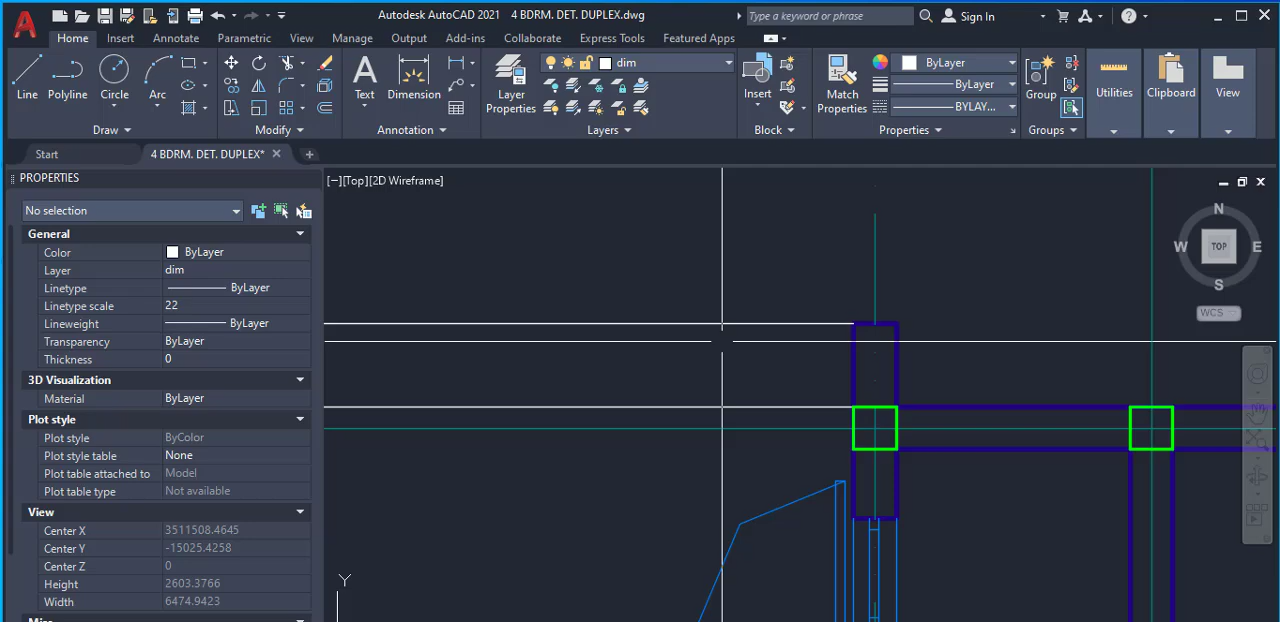 Autodesk AutoCAD 2021 4 BDRM. DET. DUPLEX.dwg
Type a keyword or phrase
Sign In
Home Insert Annotate Parametric View Manage Output Add-ins Collaborate Express Tools Featured Apps
Line Polyline Circle Arc
Text Dimension
Layer Properties
dim
Insert
Match Properties
ByLayer
ByLayer
BYLAY...
Group
Utilities
Clipboard
View
Draw Modify Annotation Layers Block Properties Groups
Start
4 BDRM. DET. DUPLEX*
PROPERTIES
[−][Top][2D Wireframe]
No selection
General
Color ByLayer
Layer dim
Linetype ByLayer
Linetype scale 22
Lineweight ByLayer
Transparency ByLayer
Thickness 0
3D Visualization
Material ByLayer
Plot style
Plot style ByColor
Plot style table None
Plot table attached to Model
Plot table type Not available
View
Center X 3511508.4645
Center Y -15025.4258
Center Z 0
Height 2603.3766
Width 6474.9423
N
W TOP E
S
WCS
Y